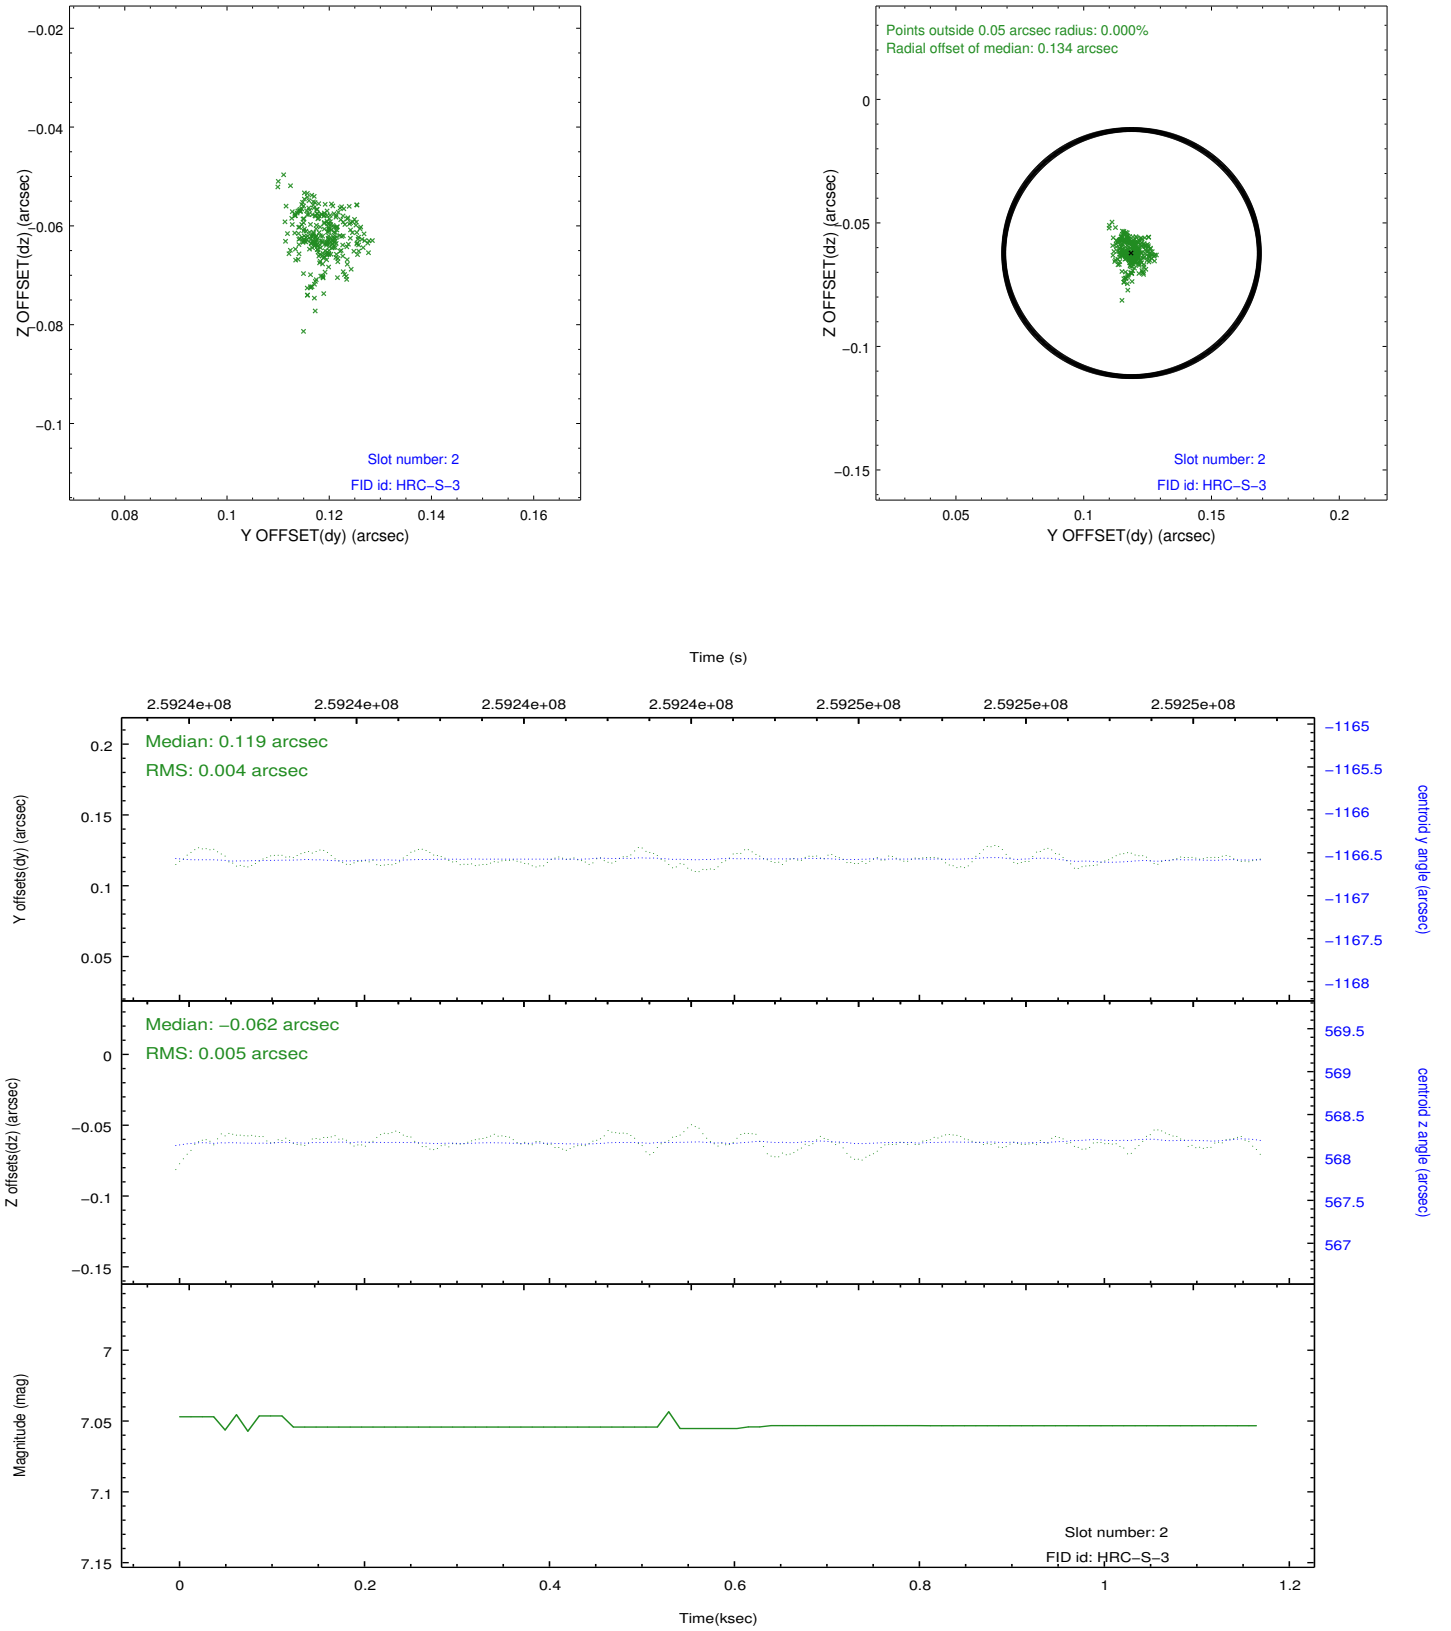 −0.02
−0.04
−0.06
−0.08
−0.1
Z OFFSET(dz) (arcsec)
Slot number: 2
FID id: HRC−S−3
0.08
0.1
0.12
0.14
0.16
Y OFFSET(dy) (arcsec)
Points outside 0.05 arcsec radius: 0.000%
Radial offset of median: 0.134 arcsec
0
−0.05
−0.1
−0.15
Z OFFSET(dz) (arcsec)
Slot number: 2
FID id: HRC−S−3
0.05
0.1
0.15
0.2
Y OFFSET(dy) (arcsec)
Time (s)
2.5924e+08
2.5924e+08
2.5924e+08
2.5924e+08
2.5925e+08
2.5925e+08
2.5925e+08
Median: 0.119 arcsec
RMS: 0.004 arcsec
0.2
0.15
0.1
0.05
Y offsets(dy) (arcsec)
−1165
−1165.5
−1166
−1166.5
−1167
−1167.5
−1168
centroid y angle (arcsec)
Median: −0.062 arcsec
RMS: 0.005 arcsec
0
−0.05
−0.1
−0.15
Z offsets(dz) (arcsec)
569.5
569
568.5
568
567.5
567
centroid z angle (arcsec)
7
7.05
7.1
7.15
Magnitude (mag)
Slot number: 2
FID id: HRC−S−3
0
0.2
0.4
0.6
0.8
1
1.2
Time(ksec)